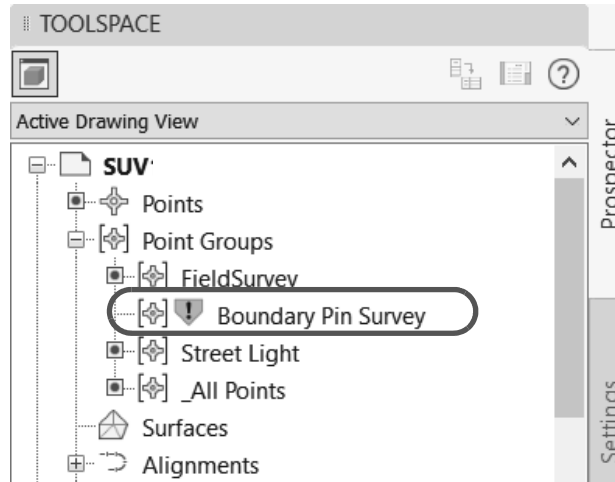 TOOLSPACE
Active Drawing View
SUV
Points
Point Groups
FieldSurvey
Boundary Pin Survey
Street Light
_All Points
Surfaces
Alignments
Prospector
Settings